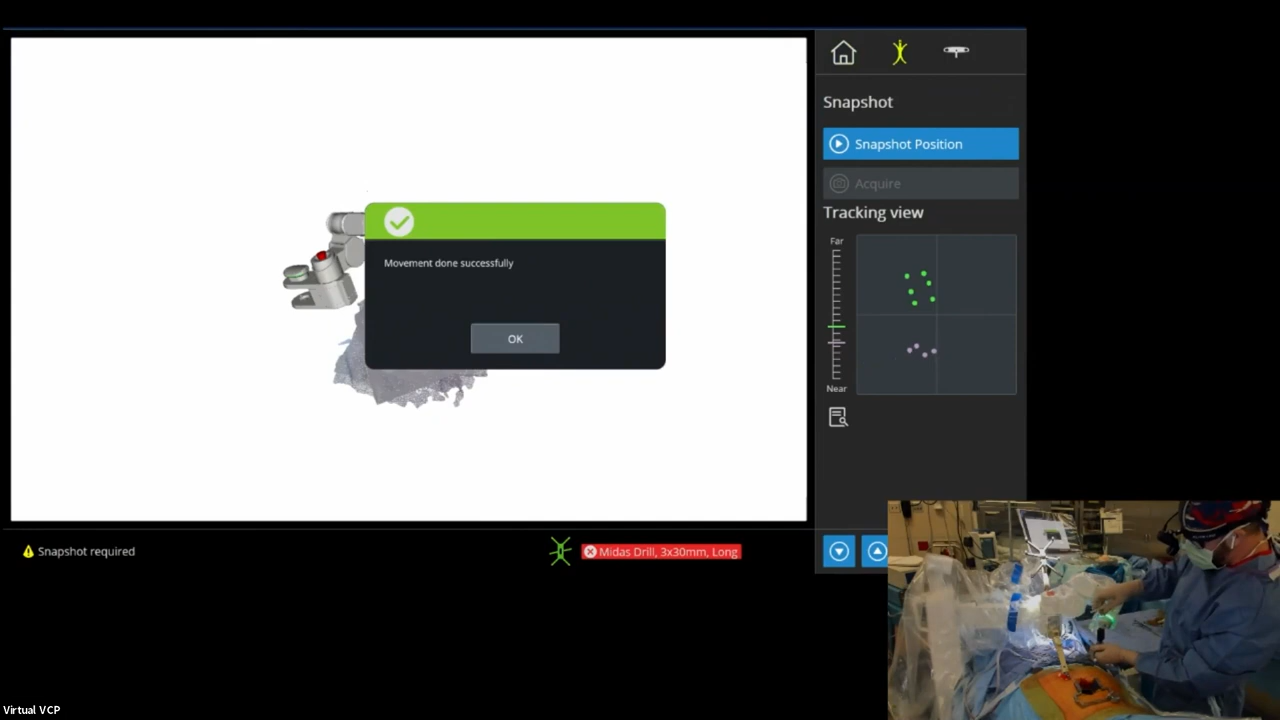 Snapshot
Snapshot Position
Acquire
Tracking view
Far
Near
Movement done successfully
OK
Snapshot required
Midas Drill, 3x30mm, Long
Virtual VCP